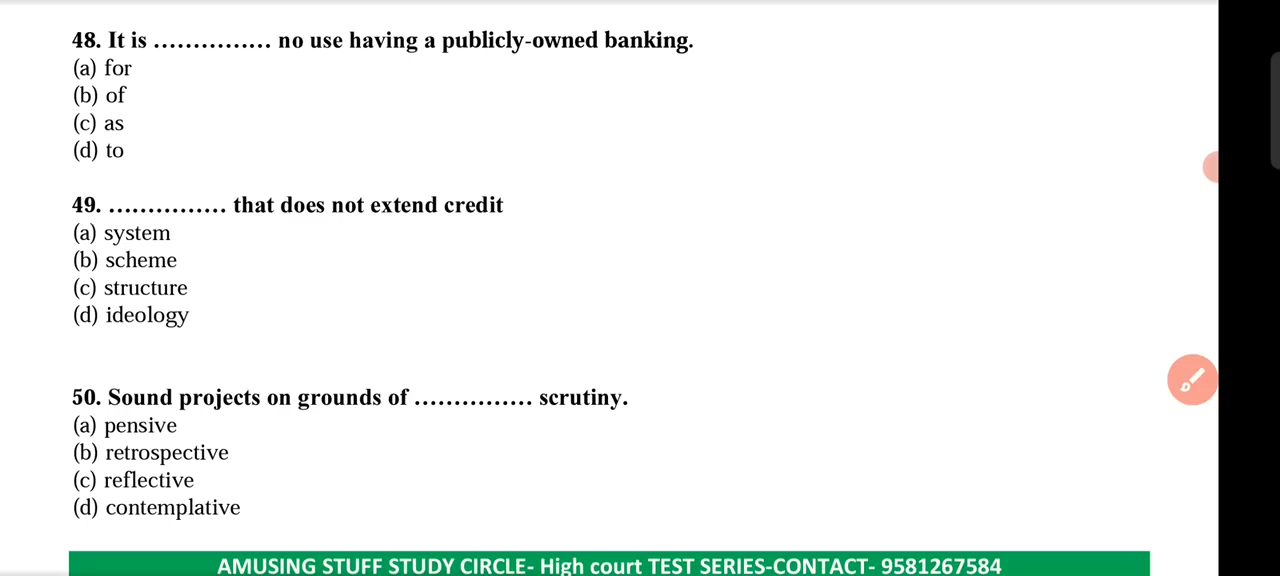 48. It is ............... no use having a publicly-owned banking.
(a) for
(b) of
(c) as
(d) to
49. ............... that does not extend credit
(a) system
(b) scheme
(c) structure
(d) ideology
50. Sound projects on grounds of ............... scrutiny.
(a) pensive
(b) retrospective
(c) reflective
(d) contemplative
AMUSING STUFF STUDY CIRCLE- High court TEST SERIES-CONTACT- 9581267584